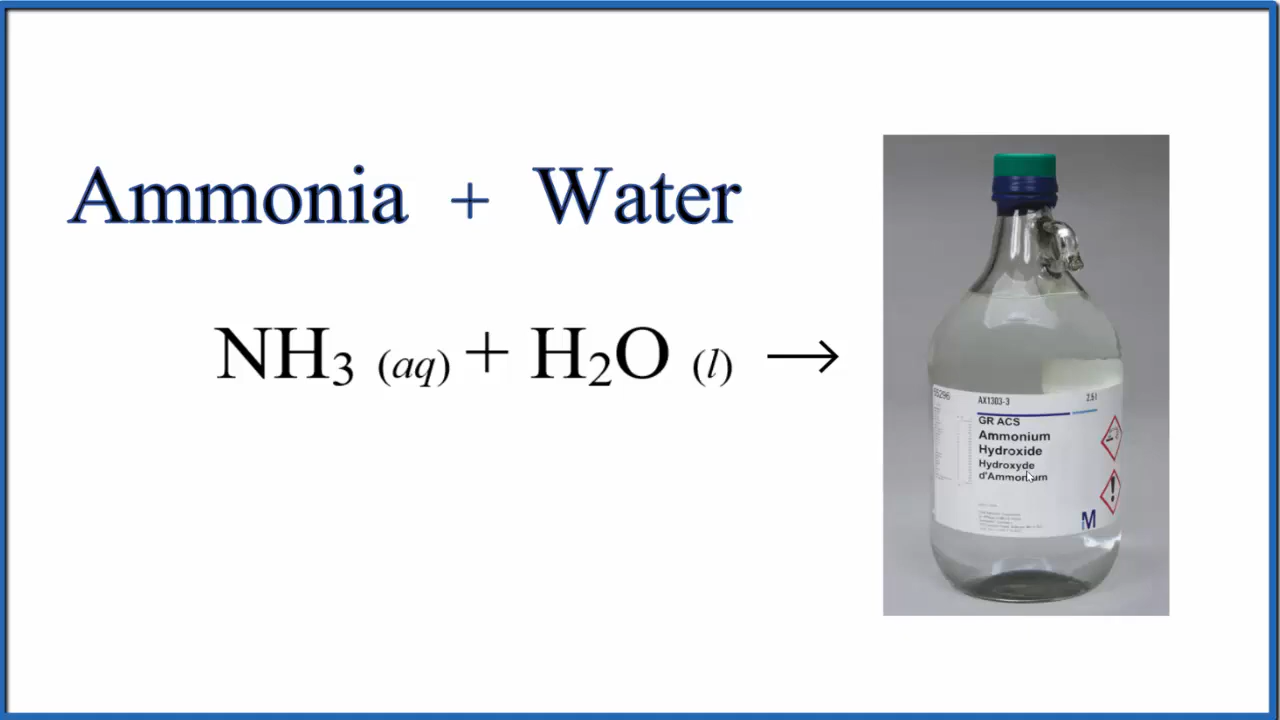 Ammonia + Water
NH₃ (aq) + H₂O (l) →
AX1303-3 2.5 l
GR ACS
Ammonium
Hydroxide
Hydroxyde
d'Ammonium
M